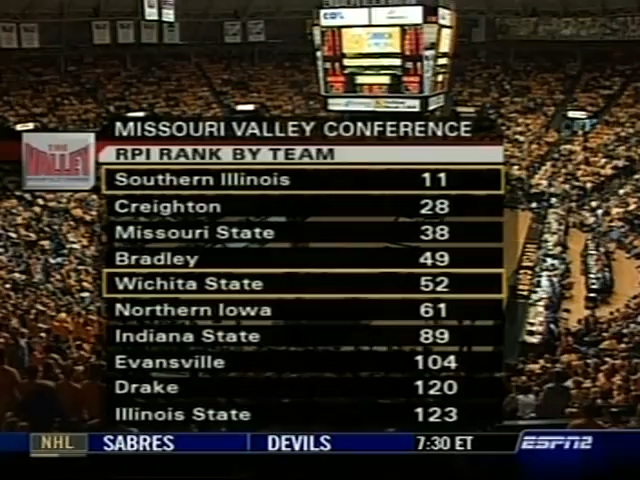 MISSOURI VALLEY CONFERENCE
THE VALLEY
RPI RANK BY TEAM
Southern Illinois 11
Creighton 28
Missouri State 38
Bradley 49
Wichita State 52
Northern Iowa 61
Indiana State 89
Evansville 104
Drake 120
Illinois State 123
NHL SABRES DEVILS 7:30 ET ESPN2